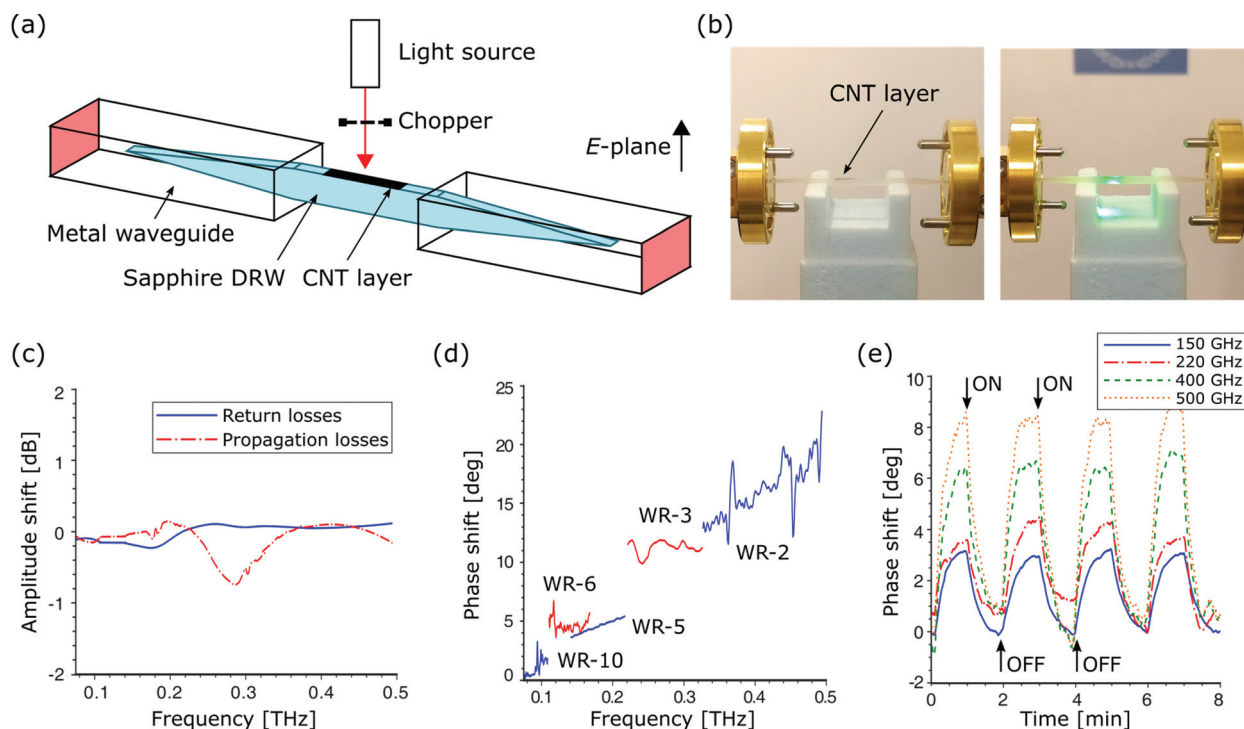 (a)
Light source
Chopper
E-plane
Metal waveguide
Sapphire DRW
CNT layer
(b)
CNT layer
(c)
Amplitude shift [dB]
2
1
0
-1
-2
Return losses
Propagation losses
0.1
0.2
0.3
0.4
0.5
Frequency [THz]
(d)
Phase shift [deg]
25
20
15
10
5
0
WR-3
WR-2
WR-6
WR-5
WR-10
0.1
0.2
0.3
0.4
0.5
Frequency [THz]
(e)
150 GHz
220 GHz
400 GHz
500 GHz
Phase shift [deg]
10
8
6
4
2
0
-2
ON
ON
OFF
OFF
0
2
4
6
8
Time [min]